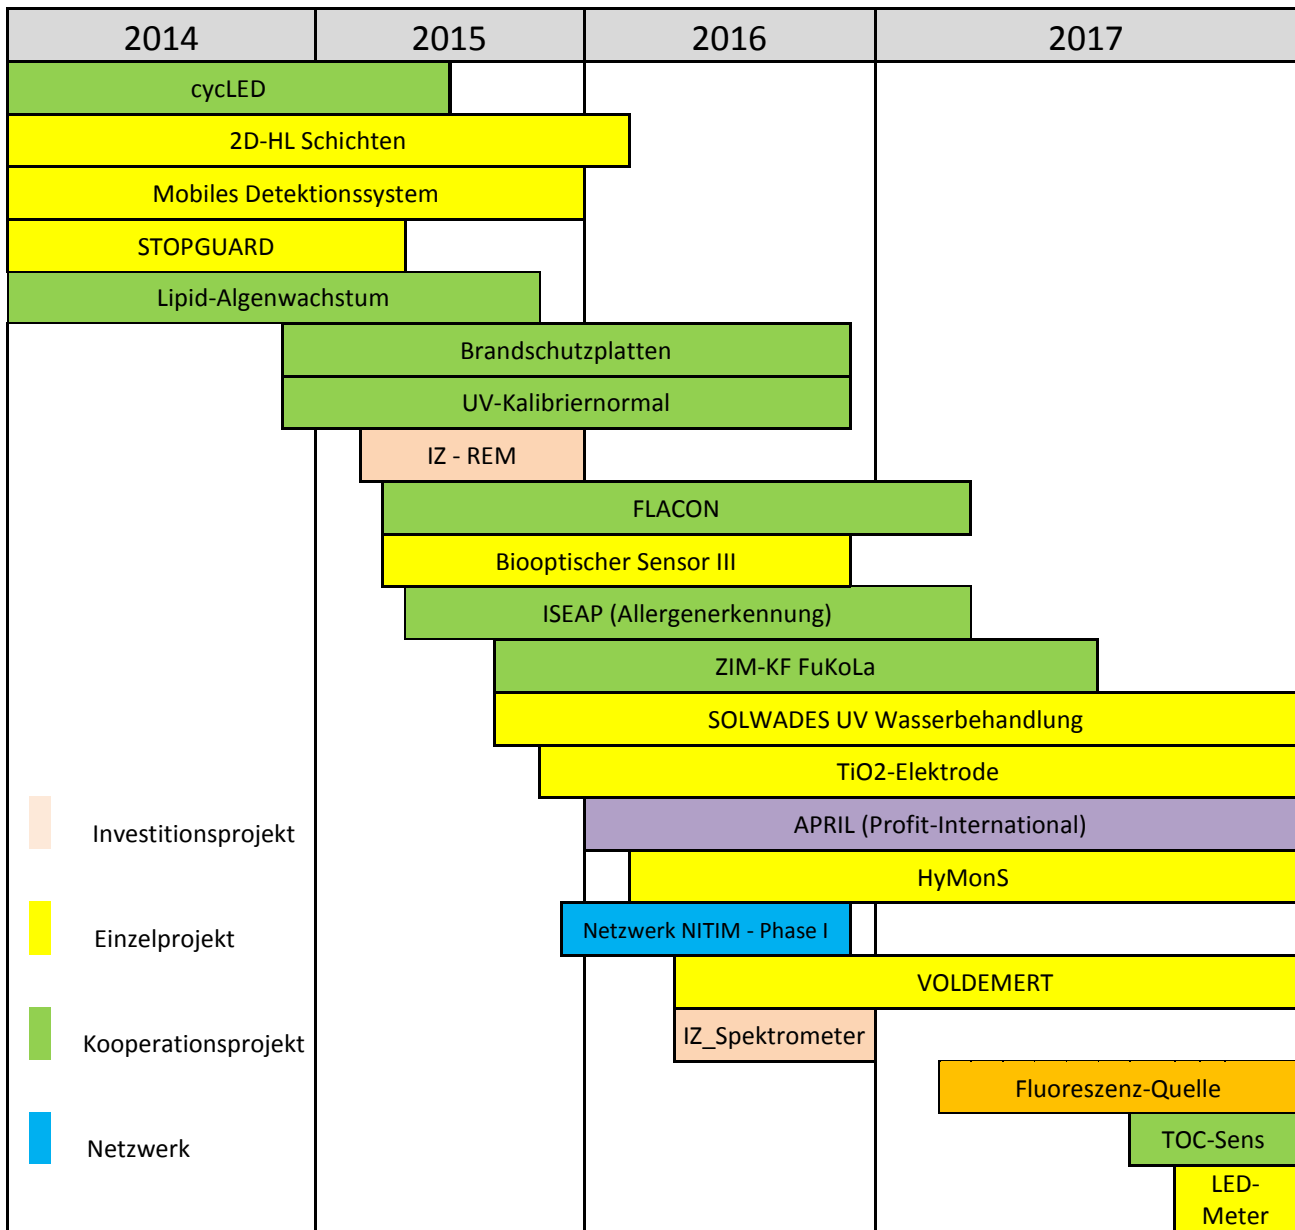 2014 2015 2016 2017
cycLED
2D-HL Schichten
Mobiles Detektionssystem
STOPGUARD
Lipid-Algenwachstum
Brandschutzplatten
UV-Kalibriernormal
IZ - REM
FLACON
Biooptischer Sensor III
ISEAP (Allergenerkennung)
ZIM-KF FuKoLa
SOLWADES UV Wasserbehandlung
TiO2-Elektrode
APRIL (Profit-International)
Investitionsprojekt
HyMonS
Netzwerk NITIM - Phase I
Einzelprojekt
VOLDEMERT
IZ_Spektrometer
Kooperationsprojekt
Fluoreszenz-Quelle
TOC-Sens
Netzwerk
LED-
Meter